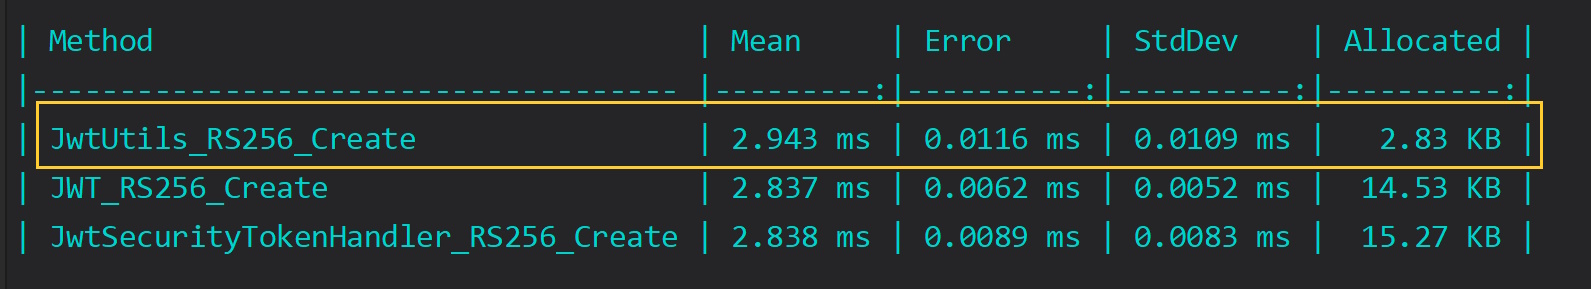 | Method                                | Mean     | Error     | StdDev    | Allocated |
|-------------------------------------- |---------:|----------:|----------:|----------:|
| JwtUtils_RS256_Create                 | 2.943 ms | 0.0116 ms | 0.0109 ms |   2.83 KB |
| JWT_RS256_Create                      | 2.837 ms | 0.0062 ms | 0.0052 ms |  14.53 KB |
| JwtSecurityTokenHandler_RS256_Create | 2.838 ms | 0.0089 ms | 0.0083 ms |  15.27 KB |